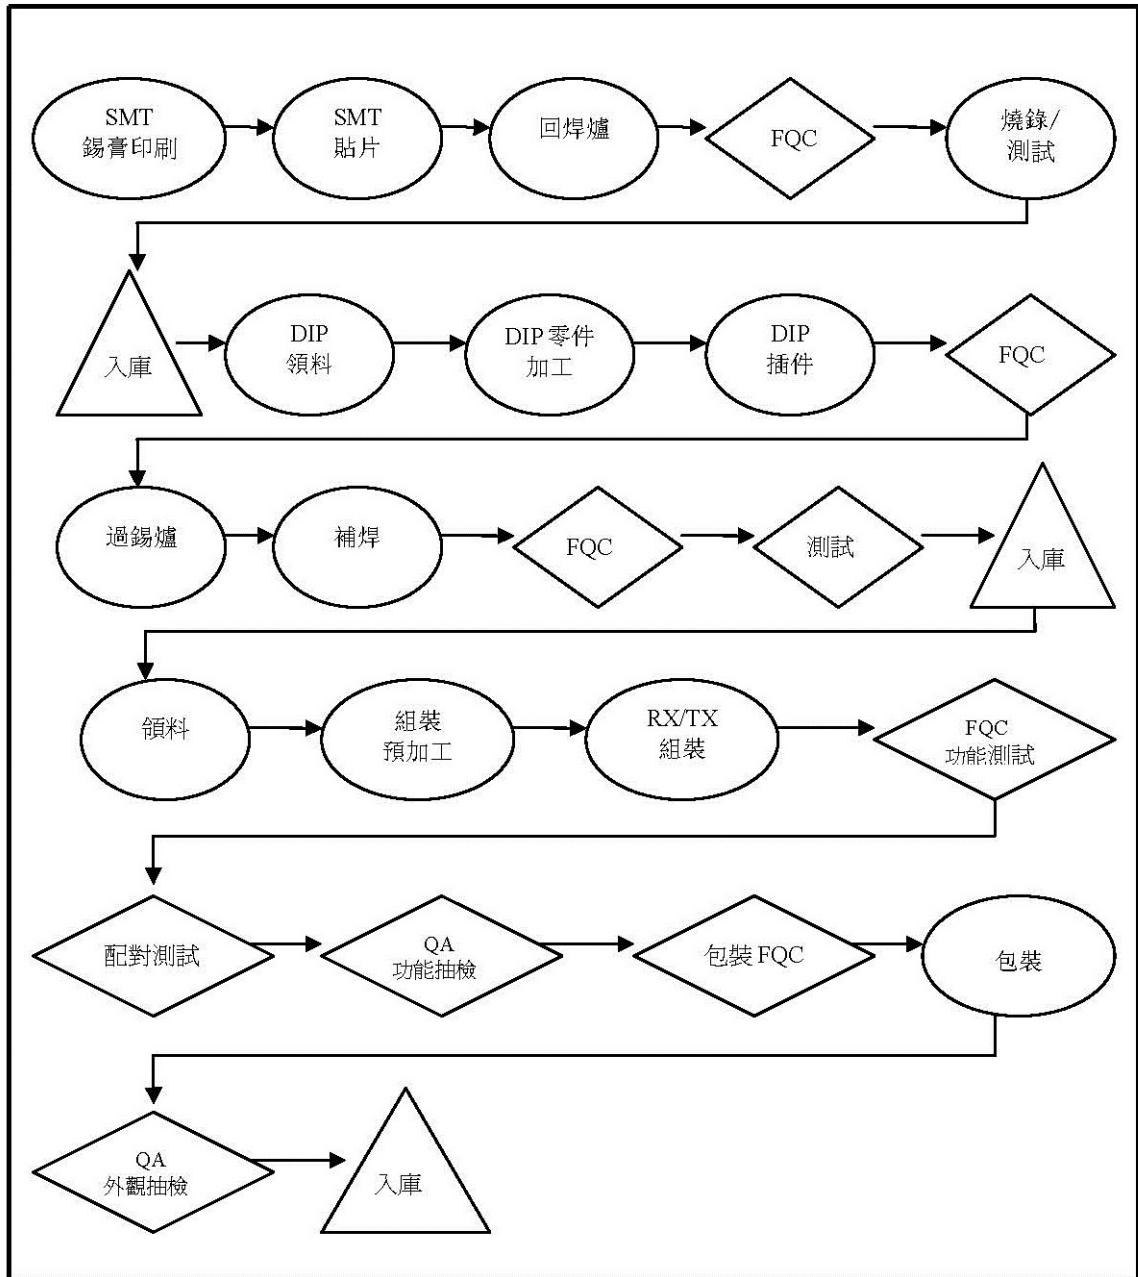 SMT
錫膏印刷
SMT
貼片
回焊爐
FQC
燒錄/
測試
入庫
DIP
領料
DIP 零件
加工
DIP
插件
FQC
過錫爐
補焊
FQC
測試
入庫
領料
組裝
預加工
RX/TX
組裝
FQC
功能測試
配對測試
QA
功能抽檢
包裝 FQC
包裝
QA
外觀抽檢
入庫